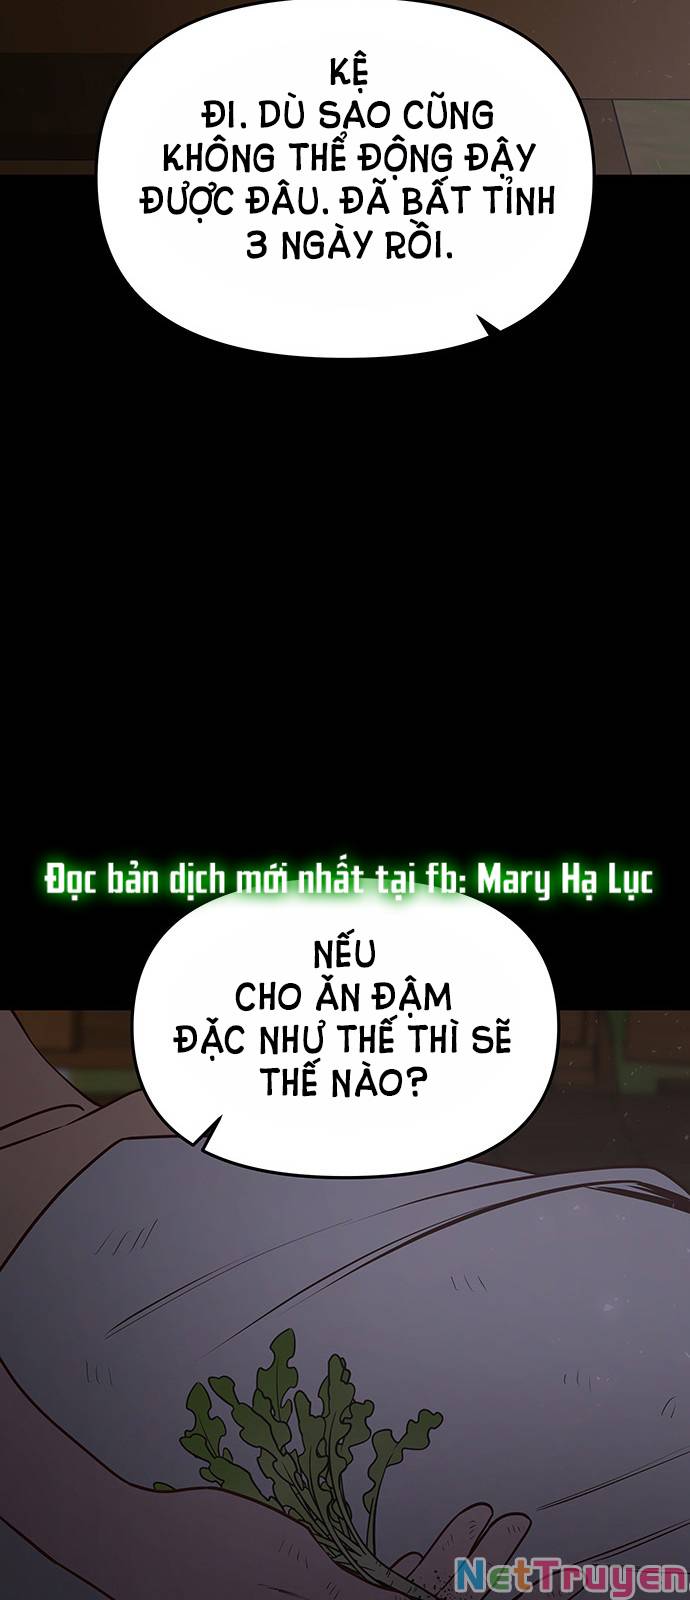 KỆ
ĐI. DÙ SAO CŨNG
KHÔNG THỂ ĐỘNG ĐẬY
ĐƯỢC ĐÂU. ĐÃ BẤT TỈNH
3 NGÀY RỒI.
Đọc bản dịch mới nhất tại fb: Mary Hạ Lục
NẾU
CHO ĂN ĐẬM
ĐẶC NHƯ THẾ THÌ SẼ
THẾ NÀO?
NetTruyen